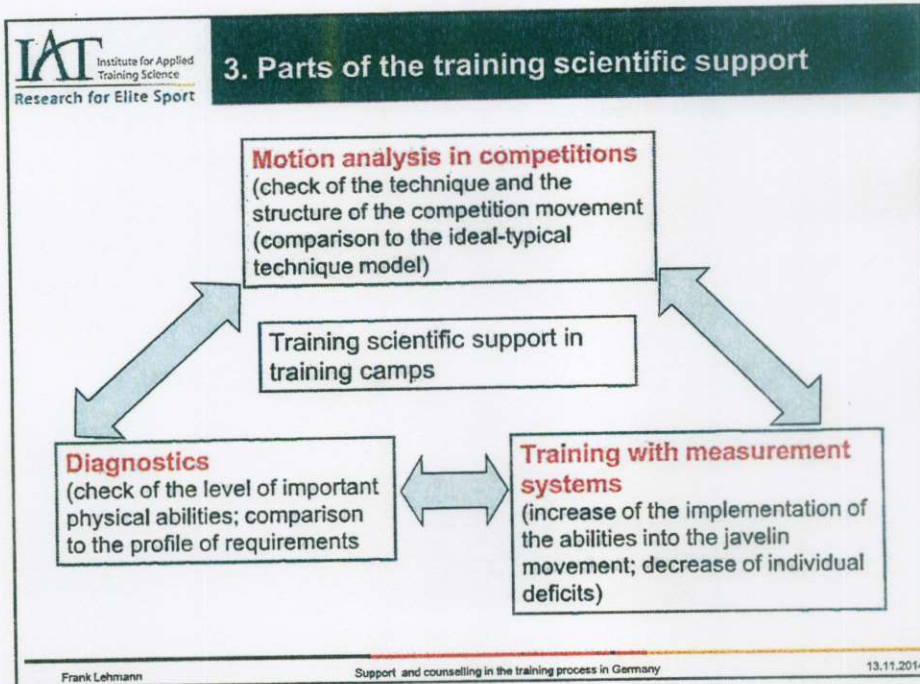 IAT Institute for Applied
Training Science
Research for Elite Sport
3. Parts of the training scientific support
Motion analysis in competitions
(check of the technique and the
structure of the competition movement
(comparison to the ideal-typical
technique model)
Training scientific support in
training camps
Diagnostics
(check of the level of important
physical abilities; comparison
to the profile of requirements
Training with measurement
systems
(increase of the implementation of
the abilities into the javelin
movement; decrease of individual
deficits)
Frank Lehmann
Support and counselling in the training process in Germany
13.11.2014